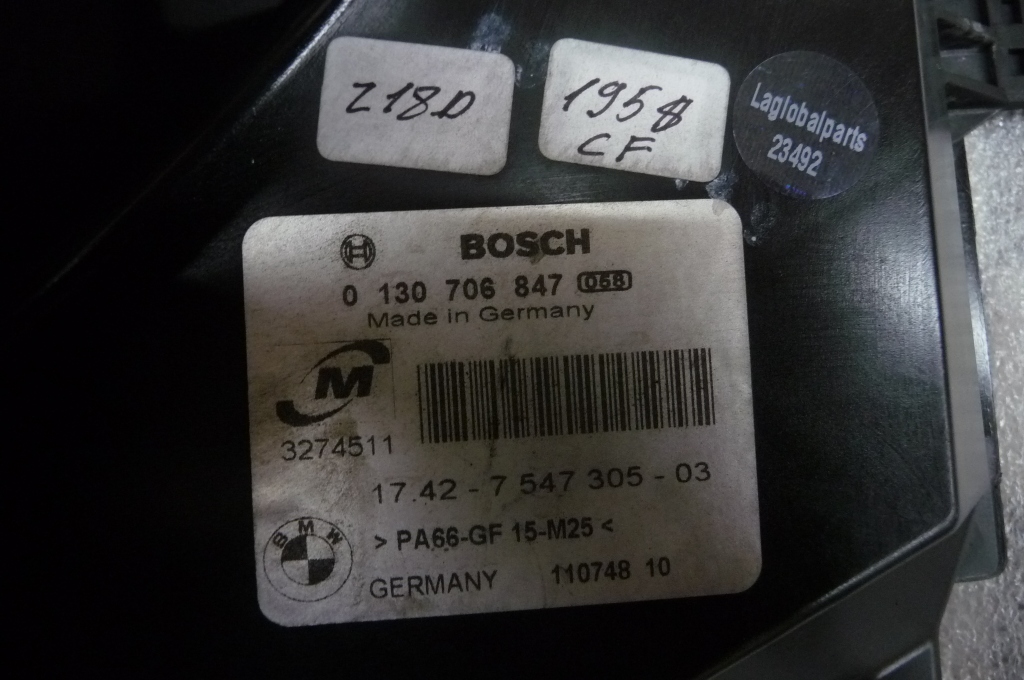 Z18D
1958
CF
Laglobalparts
23492
BOSCH
0 130 706 847 058
Made in Germany
M
3274511
17.42 - 7 547 305 - 03
BMW
> PA66-GF 15-M25 <
GERMANY 110748 10